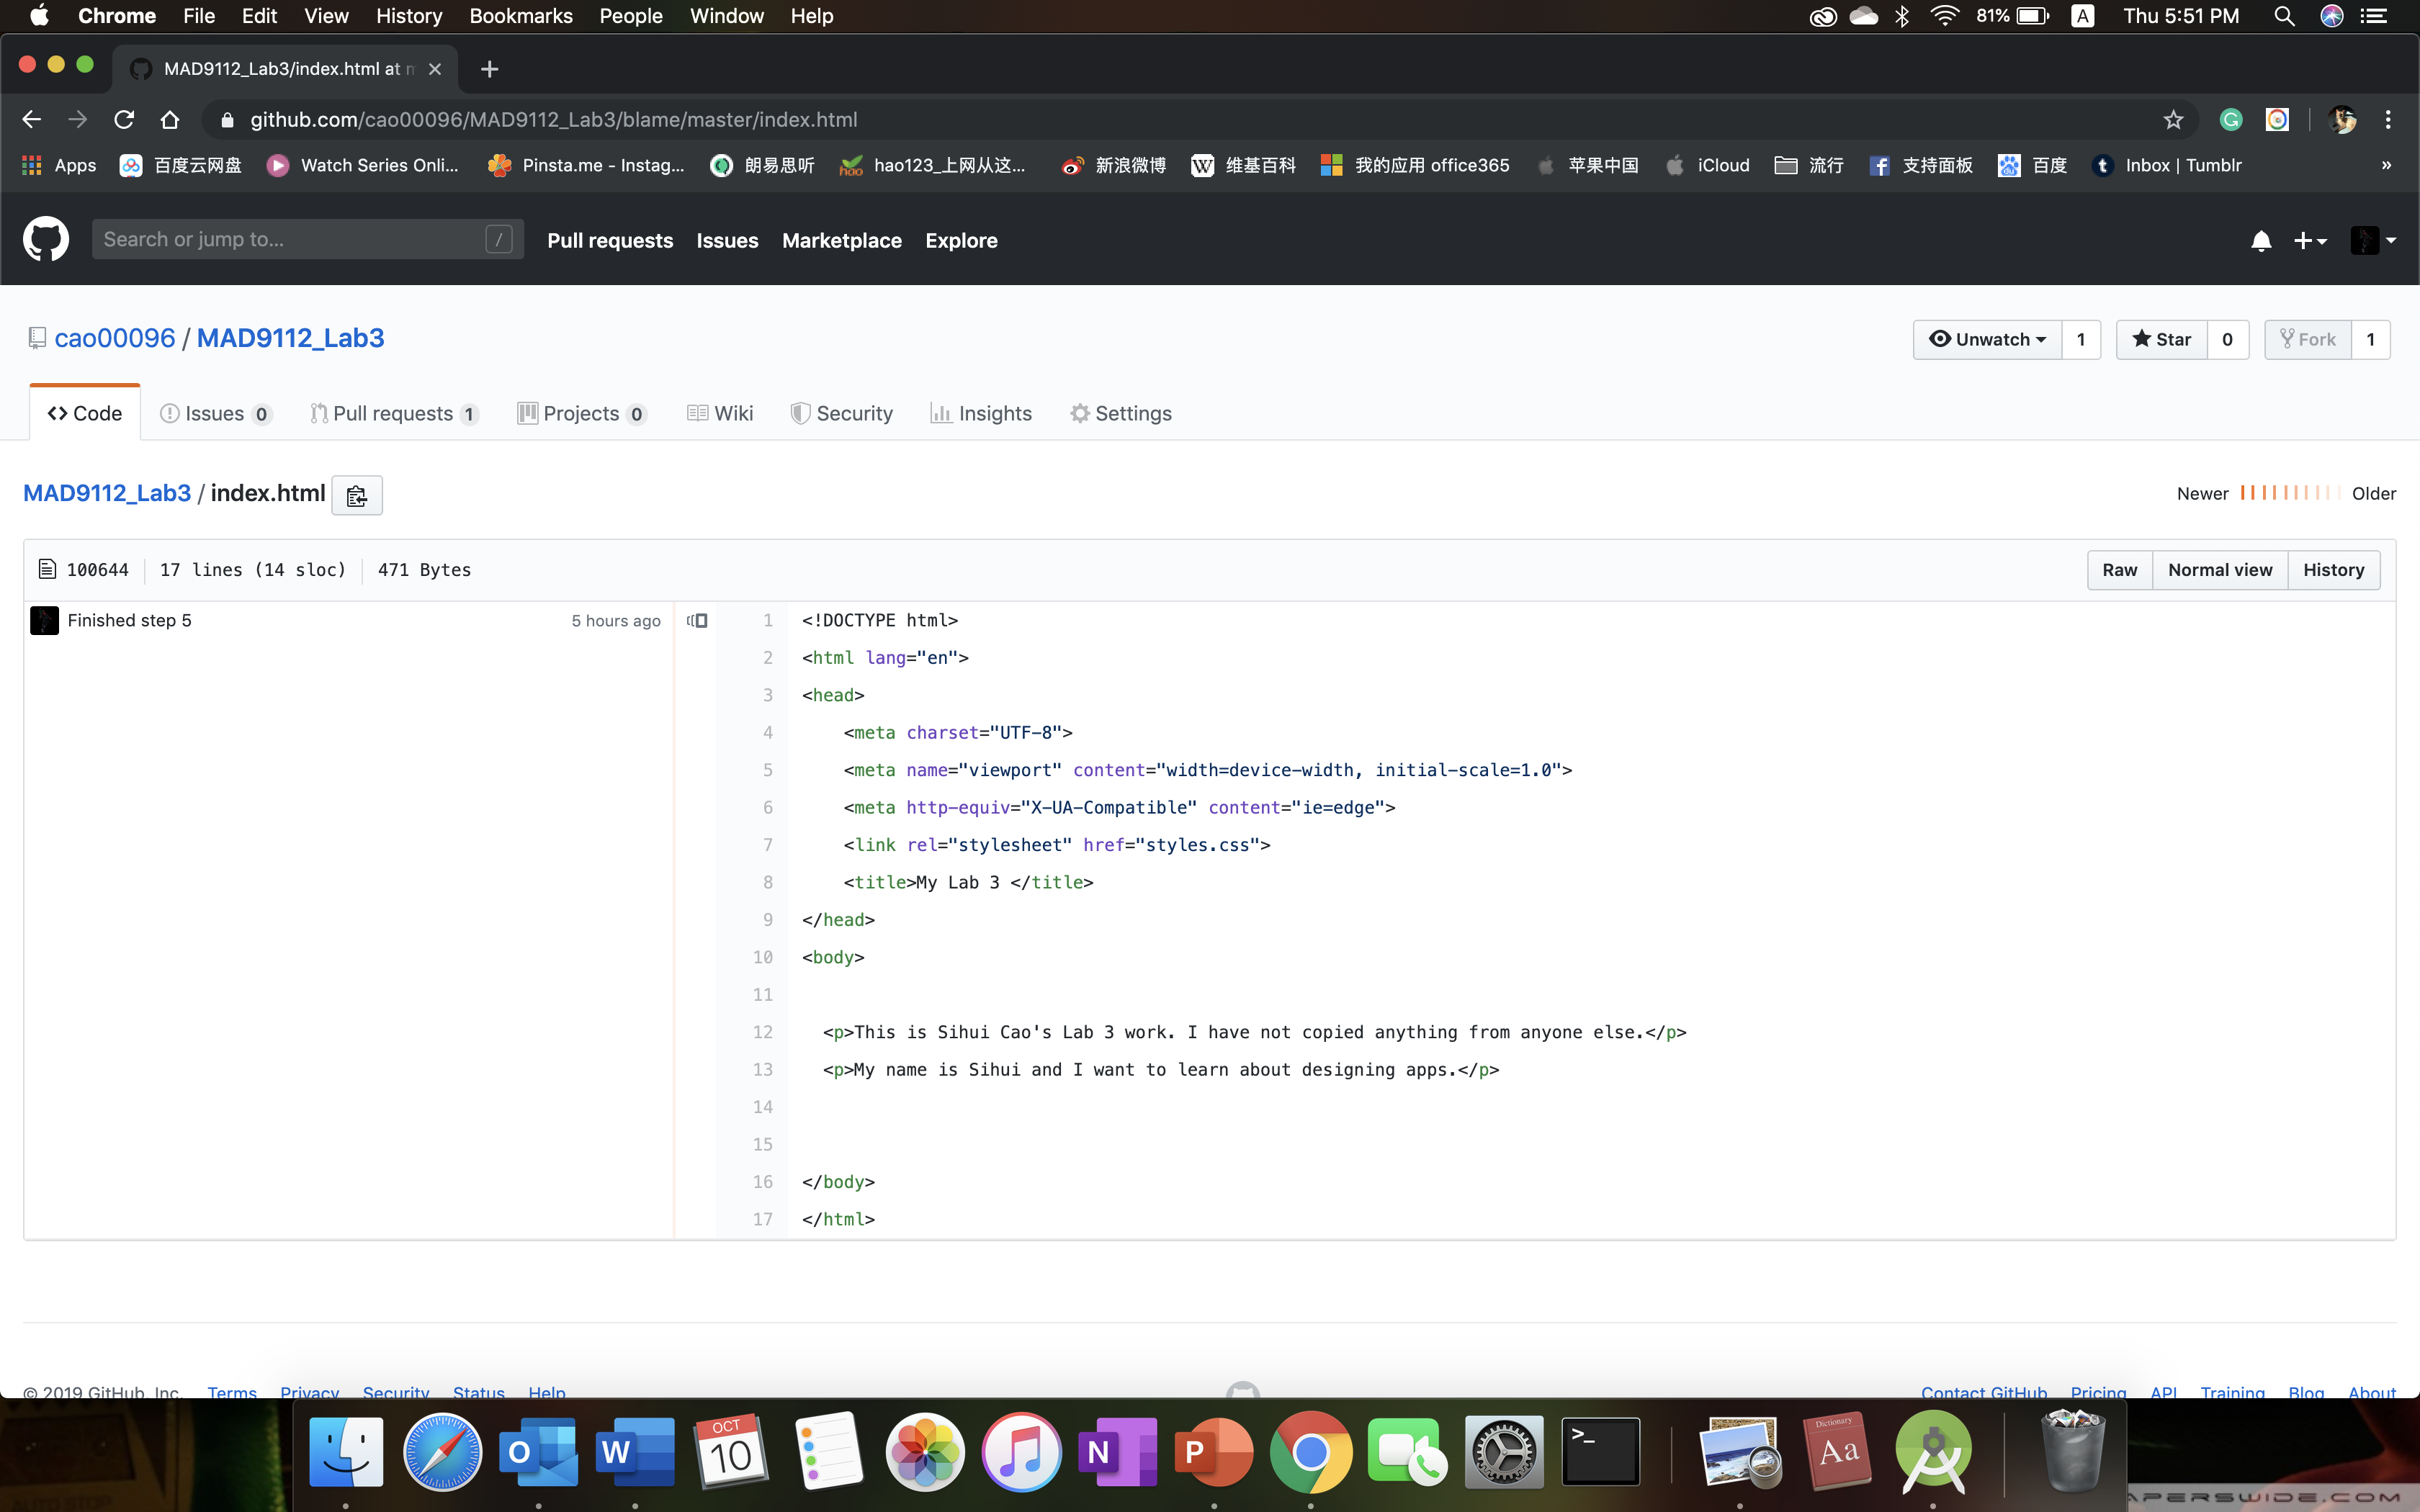 Chrome File Edit View History Bookmarks People Window Help 81% A Thu 5:51 PM
MAD9112_Lab3/index.html at m
github.com/cao00096/MAD9112_Lab3/blame/master/index.html
Apps 百度云网盘 Watch Series Onli... Pinsta.me - Instag... 朗易思听 hao123_上网从这... 新浪微博 W 维基百科 我的应用 office365 苹果中国 iCloud 流行 支持面板 百度 Inbox | Tumblr »
Search or jump to... / Pull requests Issues Marketplace Explore
cao00096 / MAD9112_Lab3 Unwatch 1 Star 0 Fork 1
Code Issues 0 Pull requests 1 Projects 0 Wiki Security Insights Settings
MAD9112_Lab3 / index.html Newer Older
100644 17 lines (14 sloc) 471 Bytes Raw Normal view History
Finished step 5 5 hours ago 1 <!DOCTYPE html>
2 <html lang="en">
3 <head>
4 <meta charset="UTF-8">
5 <meta name="viewport" content="width=device-width, initial-scale=1.0">
6 <meta http-equiv="X-UA-Compatible" content="ie=edge">
7 <link rel="stylesheet" href="styles.css">
8 <title>My Lab 3 </title>
9 </head>
10 <body>
11
12 <p>This is Sihui Cao's Lab 3 work. I have not copied anything from anyone else.</p>
13 <p>My name is Sihui and I want to learn about designing apps.</p>
14
15
16 </body>
17 </html>
© 2019 GitHub, Inc. Terms Privacy Security Status Help Contact GitHub Pricing API Training Blog About
O W OCT 10 N P >_ Dictionary Aa
AUTO STOP
APERSWIDE.COM